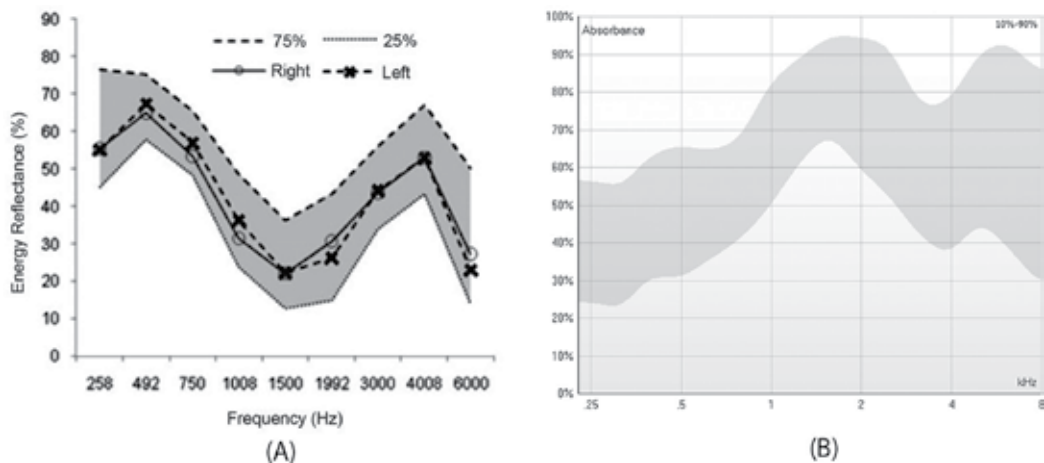 90
80
70
60
50
40
30
20
10
0
Energy Reflectance (%)
75% 25%
Right Left
258 492 750 1008 1500 1992 3000 4008 6000
Frequency (Hz)
(A)
100%
90%
80%
70%
60%
50%
40%
30%
20%
10%
0%
Absorbance 10%-90%
kHz
.25 .5 1 2 4 8
(B)